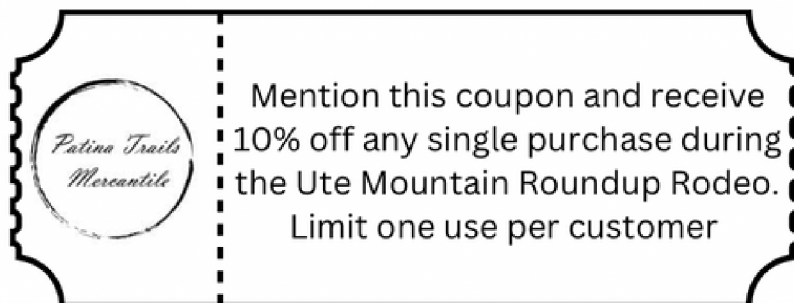 Patina Trails
Mercantile
Mention this coupon and receive
10% off any single purchase during
the Ute Mountain Roundup Rodeo.
Limit one use per customer